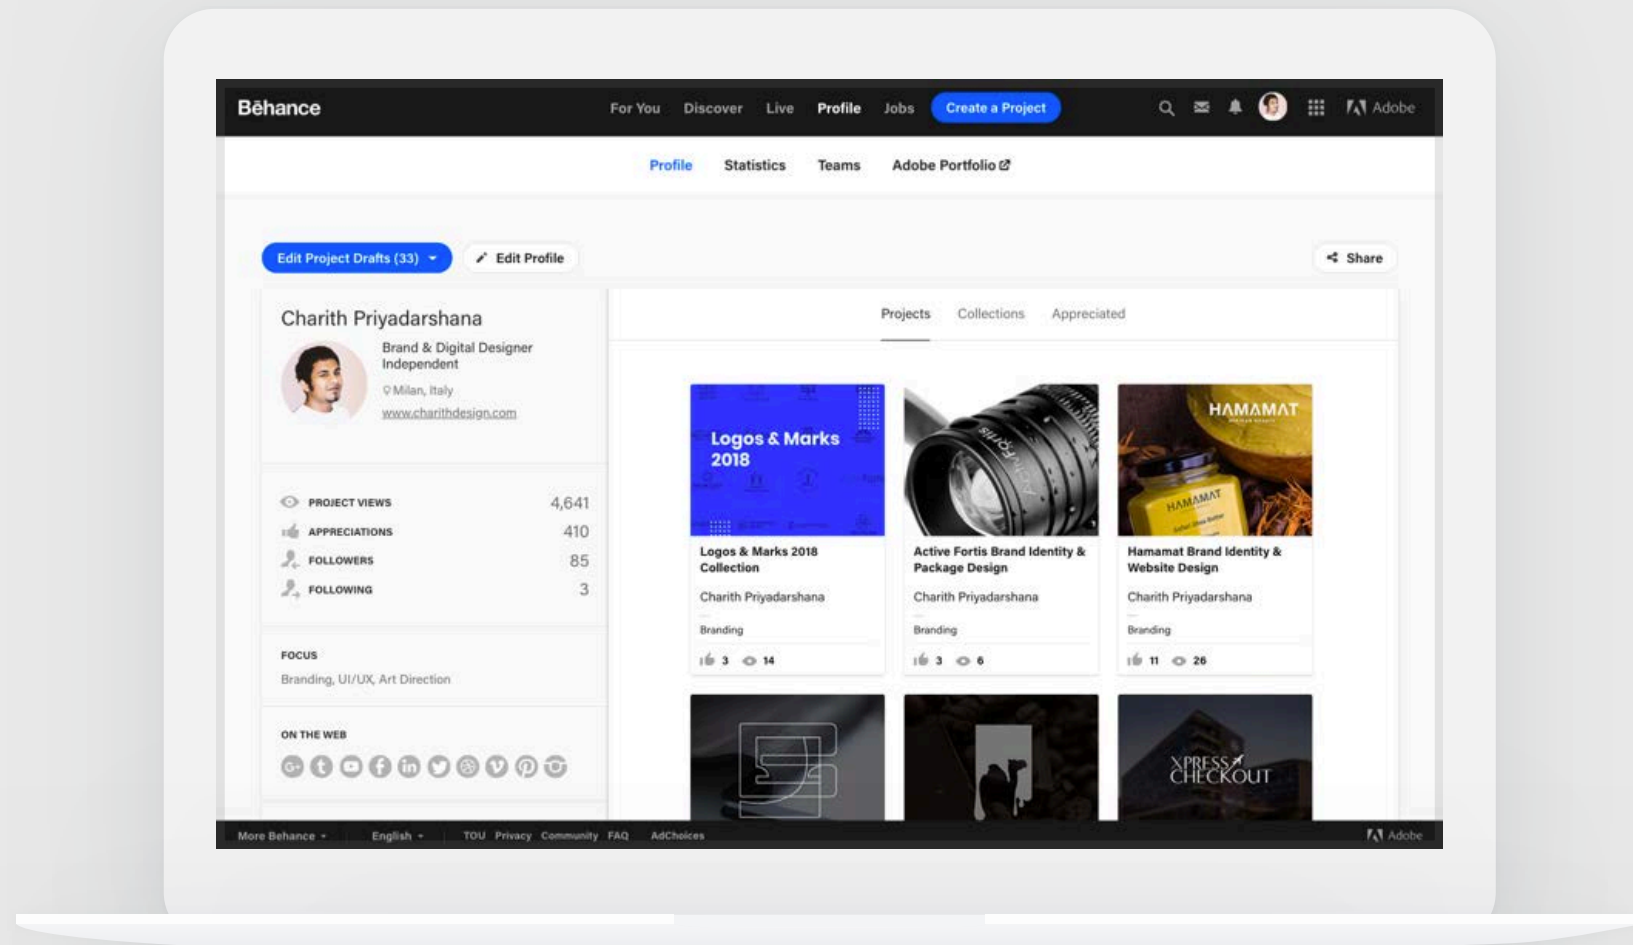 Bēhance
For You Discover Live Profile Jobs Create a Project
Adobe
Profile Statistics Teams Adobe Portfolio
Edit Project Drafts (33) Edit Profile Share
Charith Priyadarshana
Brand & Digital Designer
Independent
Milan, Italy
www.charithdesign.com
PROJECT VIEWS 4,641
APPRECIATIONS 410
FOLLOWERS 85
FOLLOWING 3
FOCUS
Branding, UI/UX, Art Direction
ON THE WEB
Projects Collections Appreciated
Logos & Marks
2018
Logos & Marks 2018
Collection
Charith Priyadarshana
Branding
3 14
ActivFortis
Active Fortis Brand Identity &
Package Design
Charith Priyadarshana
Branding
3 6
HAMAMAT
HAMAMAT
Hamamat Brand Identity &
Website Design
Charith Priyadarshana
Branding
11 26
XPRESS
CHECKOUT
More Behance English TOU Privacy Community FAQ AdChoices
Adobe